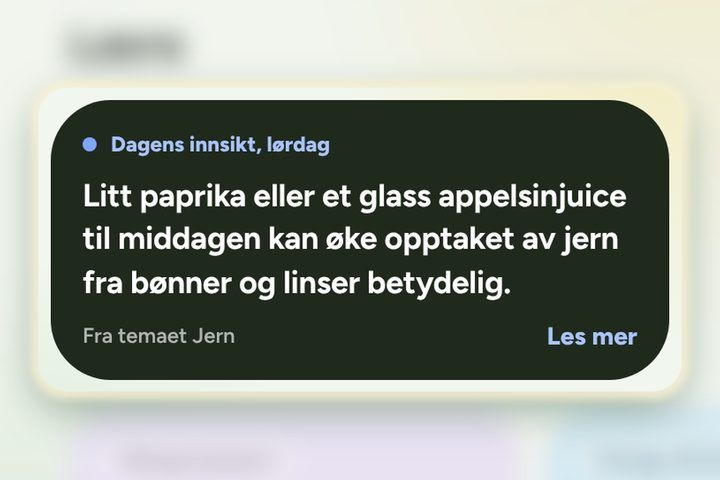 Dagens innsikt, lørdag
Litt paprika eller et glass appelsinjuice
til middagen kan øke opptaket av jern
fra bønner og linser betydelig.
Fra temaet Jern
Les mer